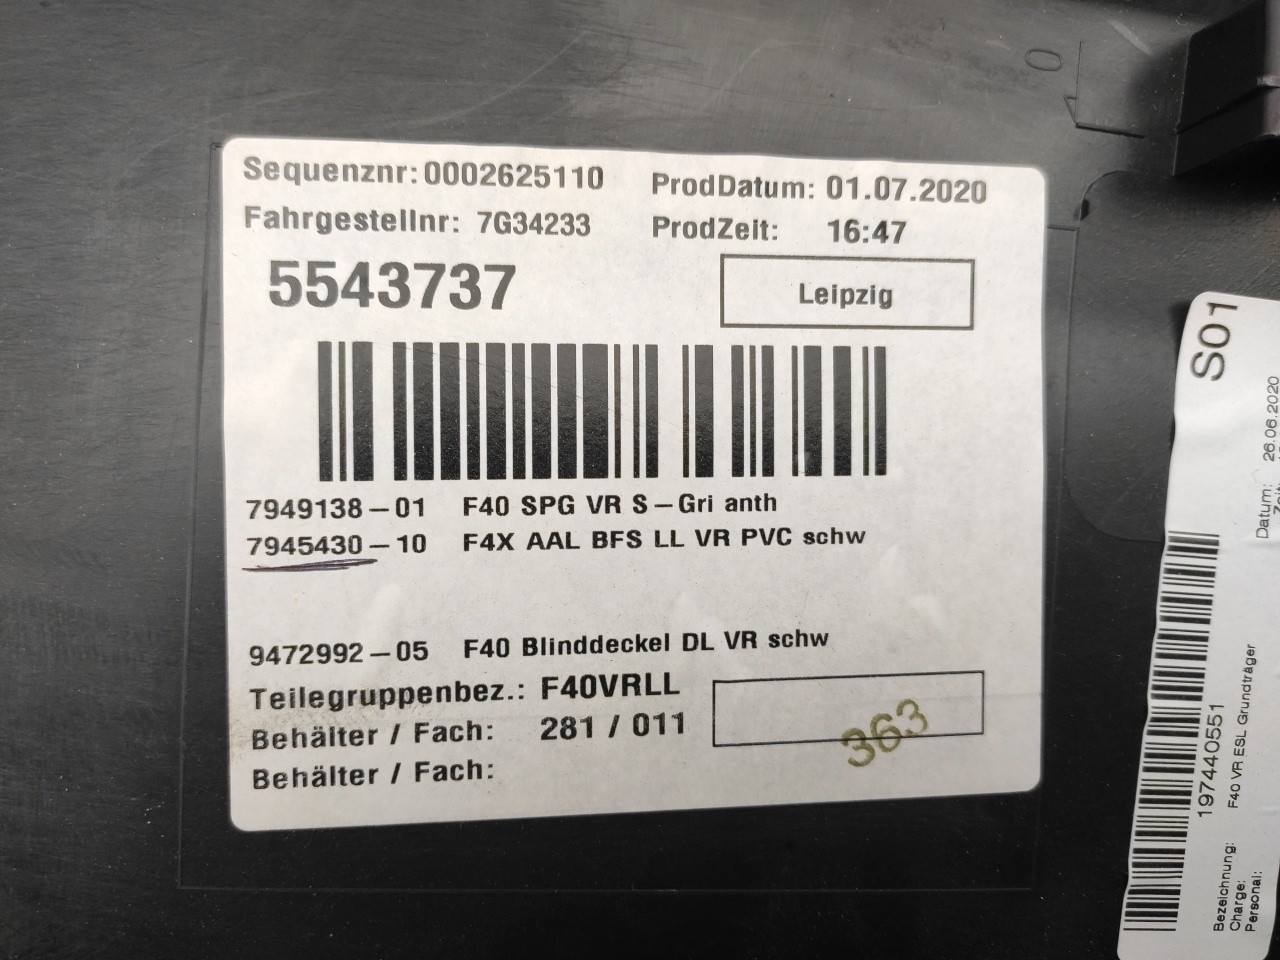 Sequenznr: 0002625110 ProdDatum: 01.07.2020
Fahrgestellnr: 7G34233 ProdZeit: 16:47
5543737
Leipzig
7949138-01 F40 SPG VR S-Gri anth
7945430-10 F4X AAL BFS LL VR PVC schw
9472992-05 F40 Blinddeckel DL VR schw
Teilegruppenbez.: F40VRLL
Behälter / Fach: 281 / 011
363
Behälter / Fach:
S01
197440551
Bezeichnung: F40 VR ESL Grundträger
Charge:
Personal:
Datum: 26.06.2020
0